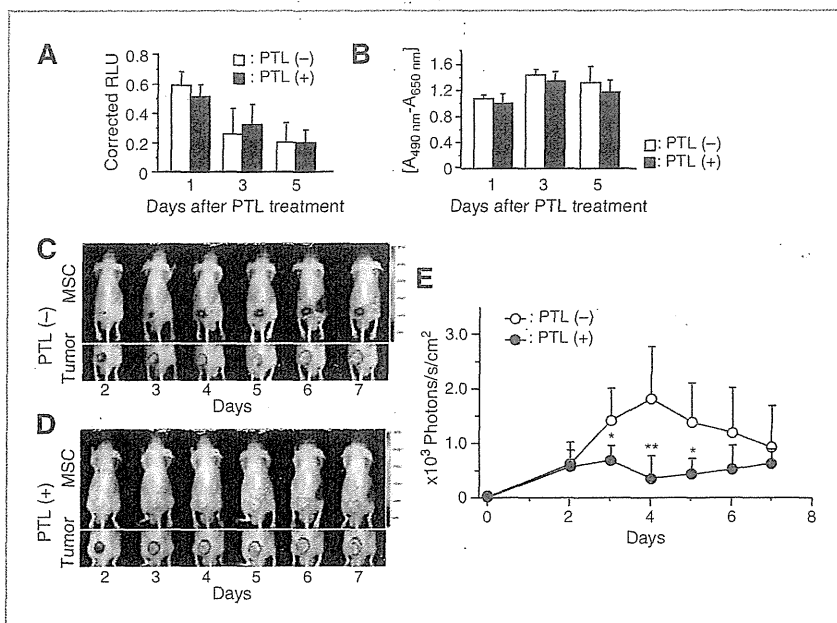 A
Corrected RLU
0.8
0.6
0.4
0.2
0
1 3 5
Days after PTL treatment
: PTL (−)
: PTL (+)
B
[A490 nm-A650 nm]
1.6
1.2
0.8
0.4
0
1 3 5
Days after PTL treatment
: PTL (−)
: PTL (+)
C
PTL (−)
Tumor MSC
2 3 4 5 6 7
Days
D
PTL (+)
Tumor MSC
2 3 4 5 6 7
Days
E
×10³ Photons/s/cm²
3.0
2.0
1.0
0
: PTL (−)
: PTL (+)
* ** *
0 2 4 6 8
Days